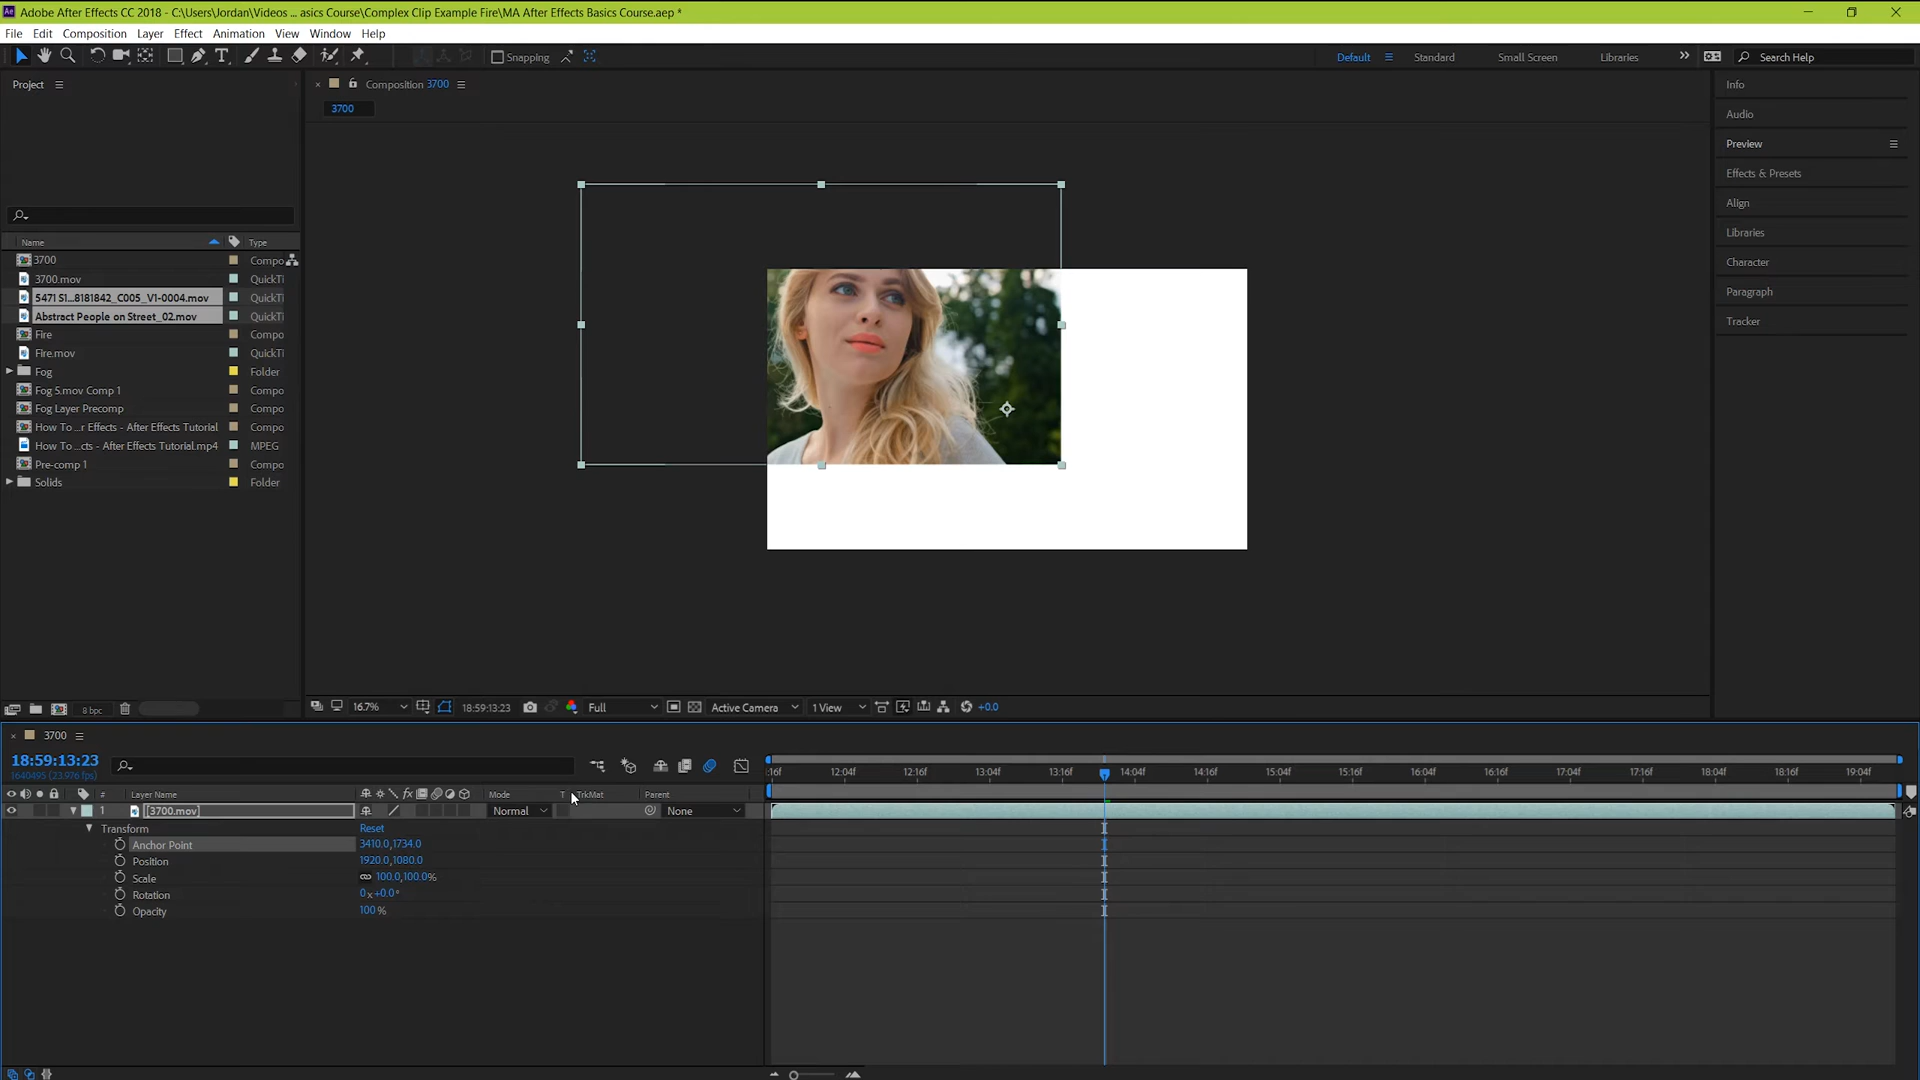 Adobe After Effects CC 2018 - C:\Users\Jordan\Videos ... asics Course\Complex Clip Example Fire\MA After Effects Basics Course.aep *
File Edit Composition Layer Effect Animation View Window Help
Snapping Default Standard Small Screen Libraries Search Help
Project
Composition 3700
3700
Info
Audio
Preview
Effects & Presets
Align
Libraries
Character
Paragraph
Tracker
Name Type
3700 Compo
3700.mov QuickTi
5471 S1...8181842_C005_V1-0004.mov QuickTi
Abstract People on Street_02.mov QuickTi
Fire Compo
Fire.mov QuickTi
Fog Folder
Fog 5.mov Comp 1 Compo
Fog Layer Precomp Compo
How To ...r Effects - After Effects Tutorial Compo
How To ...cts - After Effects Tutorial.mp4 MPEG
Pre-comp 1 Compo
Solids Folder
8 bpc
16.7% 18:59:13:23 Full Active Camera 1 View +0.0
3700
18:59:13:23
1640495 (23.976 fps)
:16f 12:04f 12:16f 13:04f 13:16f 14:04f 14:16f 15:04f 15:16f 16:04f 16:16f 17:04f 17:16f 18:04f 18:16f 19:04f
# Layer Name fx Mode T TrkMat Parent
1 [3700.mov] Normal None
Transform Reset
Anchor Point 3410.0,1734.0
Position 1920.0,1080.0
Scale 100.0,100.0%
Rotation 0x+0.0°
Opacity 100%